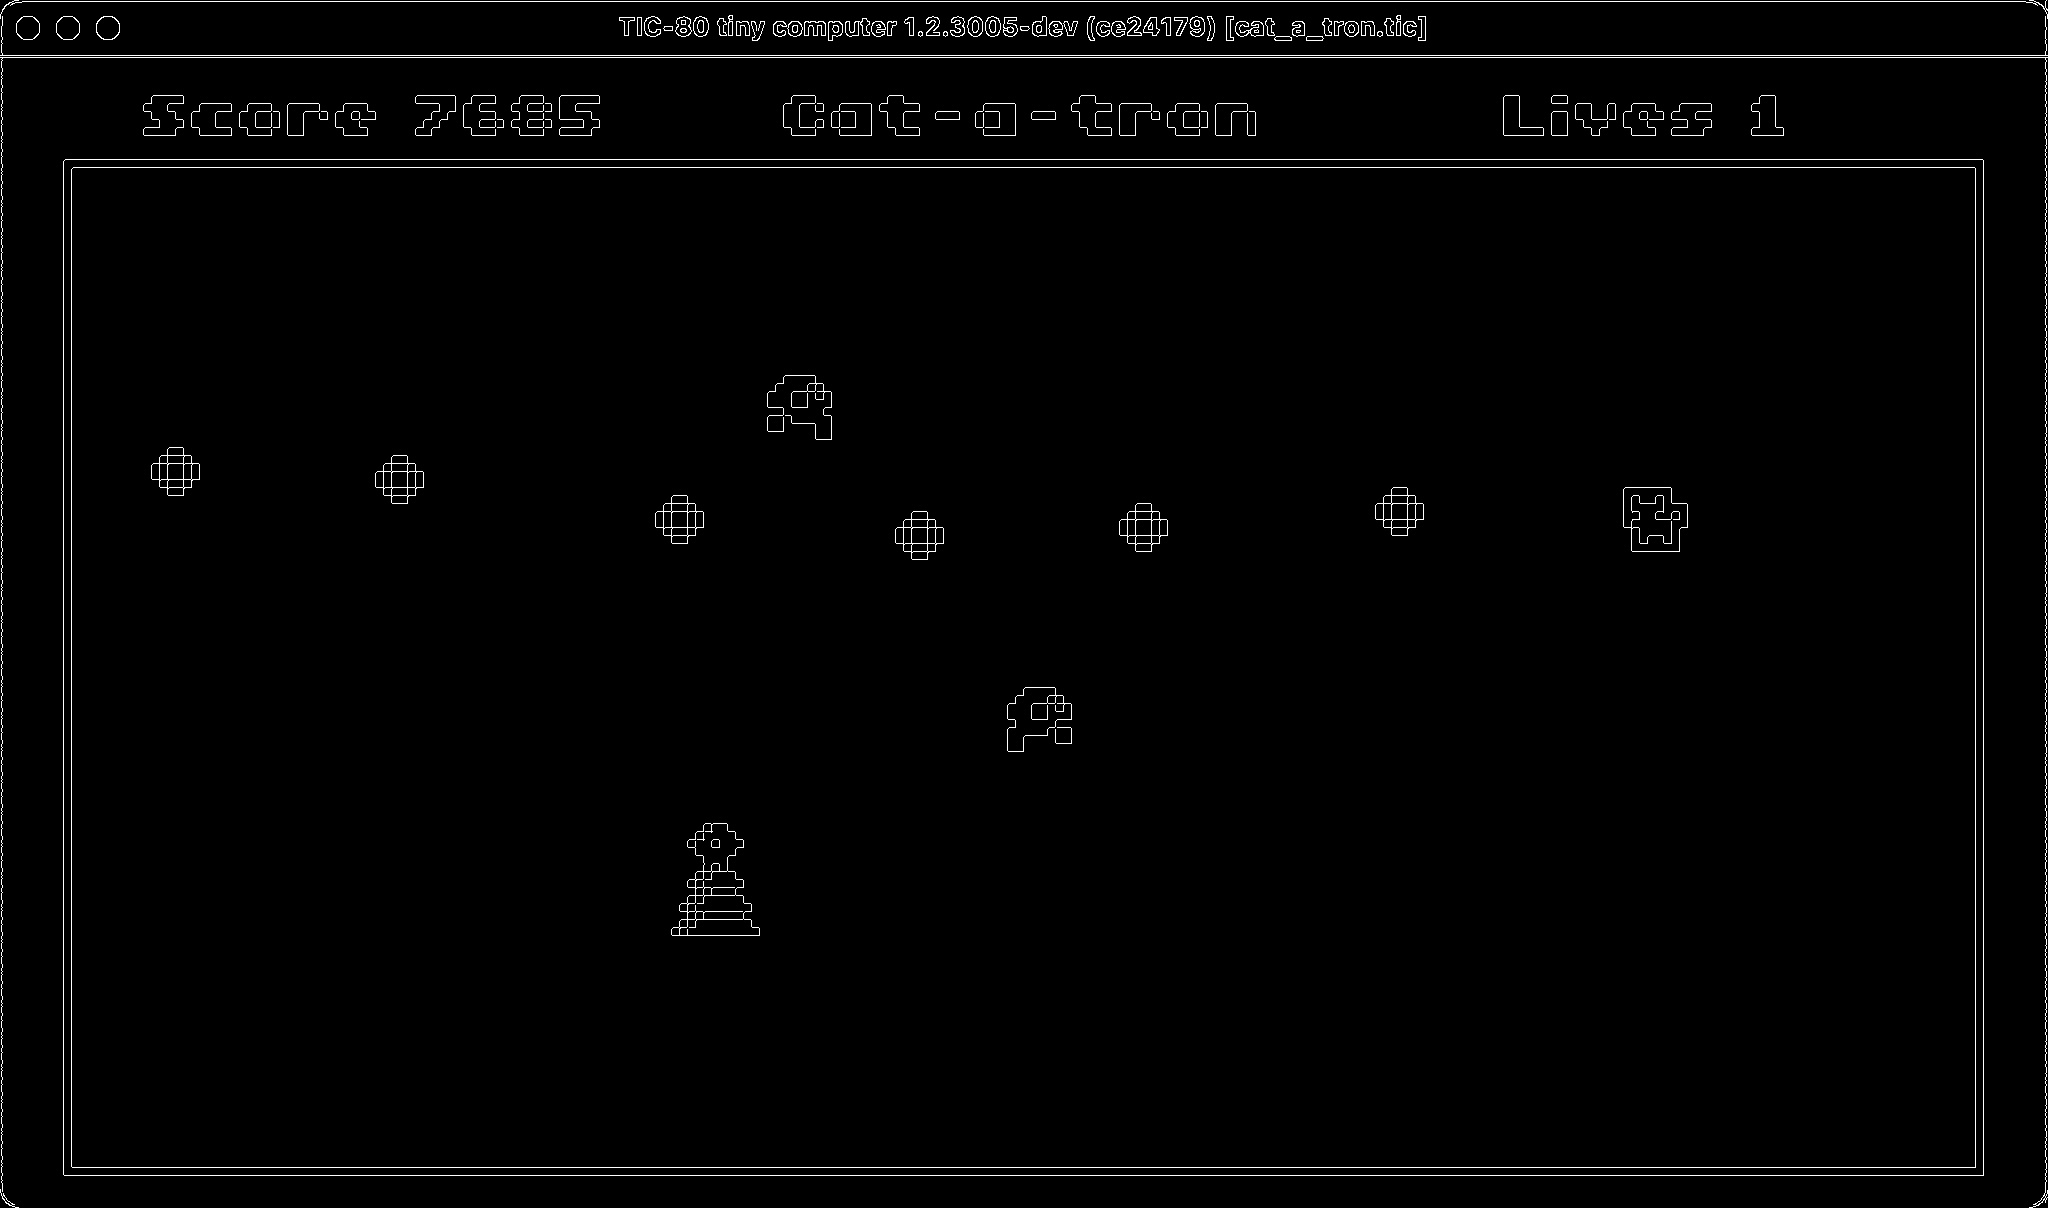 TIC-80 tiny computer 1.2.3005-dev (ce24179) [cat_a_tron.tic]
Score 7685 Cat-a-tron Lives 1